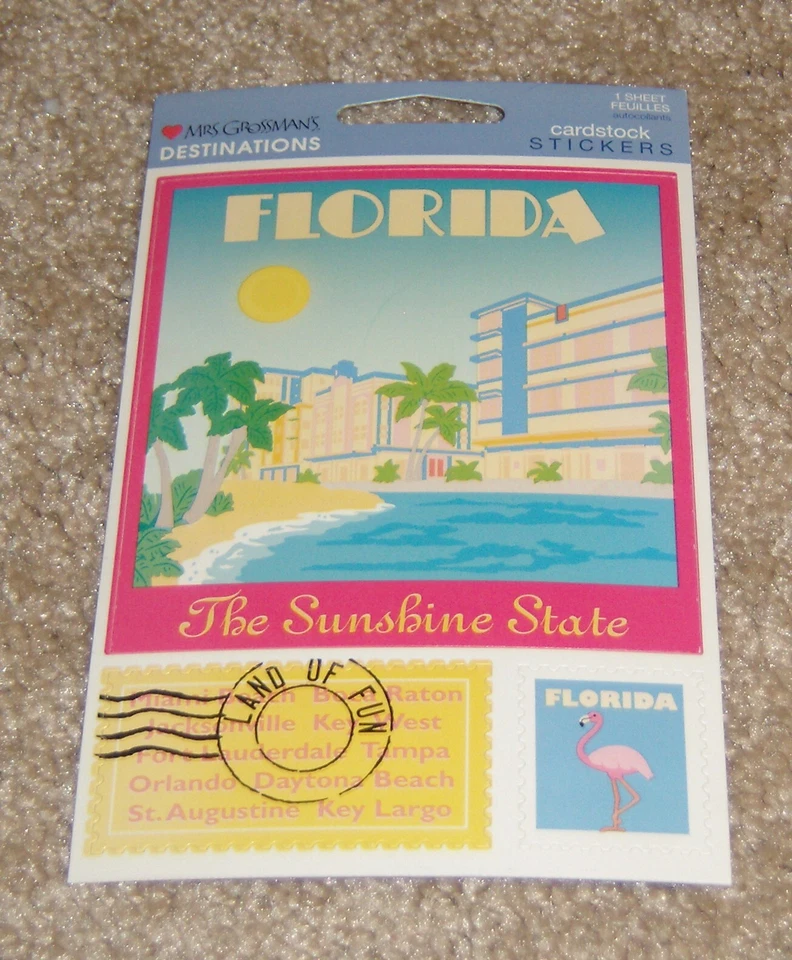 MRS. GROSSMAN'S
DESTINATIONS
1 SHEET
FEUILLES
autocollants
cardstock
STICKERS
FLORIDA
The Sunshine State
LAND OF FUN
Miami Beach Boca Raton
Jacksonville Key West
Fort Lauderdale Tampa
Orlando Daytona Beach
St. Augustine Key Largo
FLORIDA